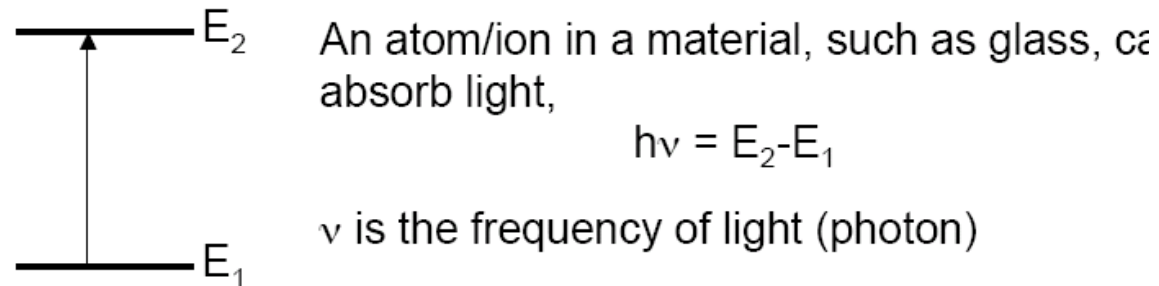 E₂
An atom/ion in a material, such as glass, ca
absorb light,
hν = E₂-E₁
ν is the frequency of light (photon)
E₁